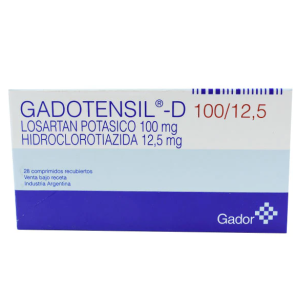 GADOTENSIL®-D 100/12,5
LOSARTAN POTASICO 100 mg
HIDROCLOROTIAZIDA 12,5 mg
28 comprimidos recubiertos
Venta bajo receta
Industria Argentina
Gador